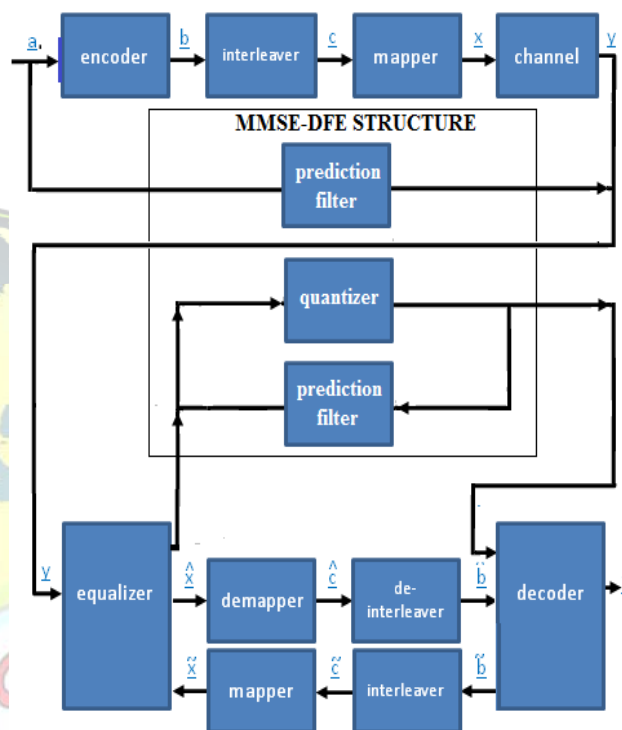 a. encoder b interleaver c mapper x channel y
MMSE-DFE STRUCTURE
prediction
filter
quantizer
prediction
filter
y equalizer x̂ demapper ĉ de-
interleaver b̂ decoder
x̃ mapper c̃ interleaver b̃